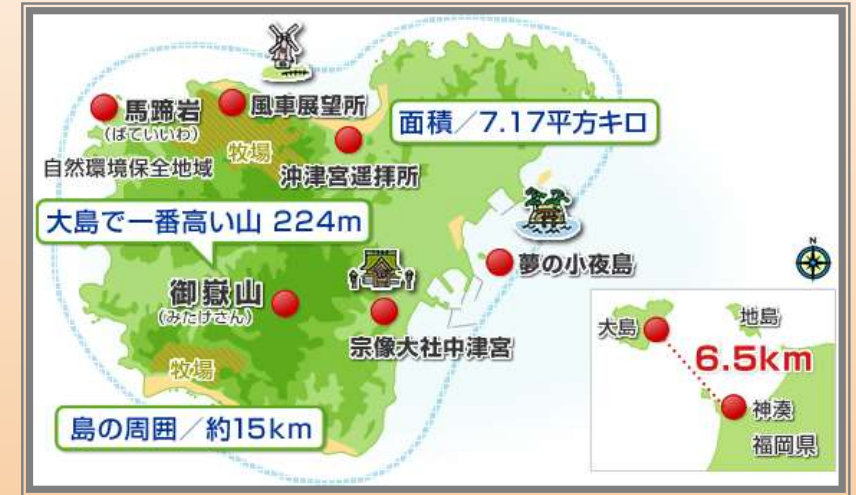 馬蹄岩
(ばていいわ)
自然環境保全地域
風車展望所
牧場
沖津宮遥拝所
面積/7.17平方キロ
大島で一番高い山 224m
夢の小夜島
御嶽山
(みたけさん)
宗像大社中津宮
牧場
島の周囲/約15km
N
大島
地島
6.5km
神湊
福岡県